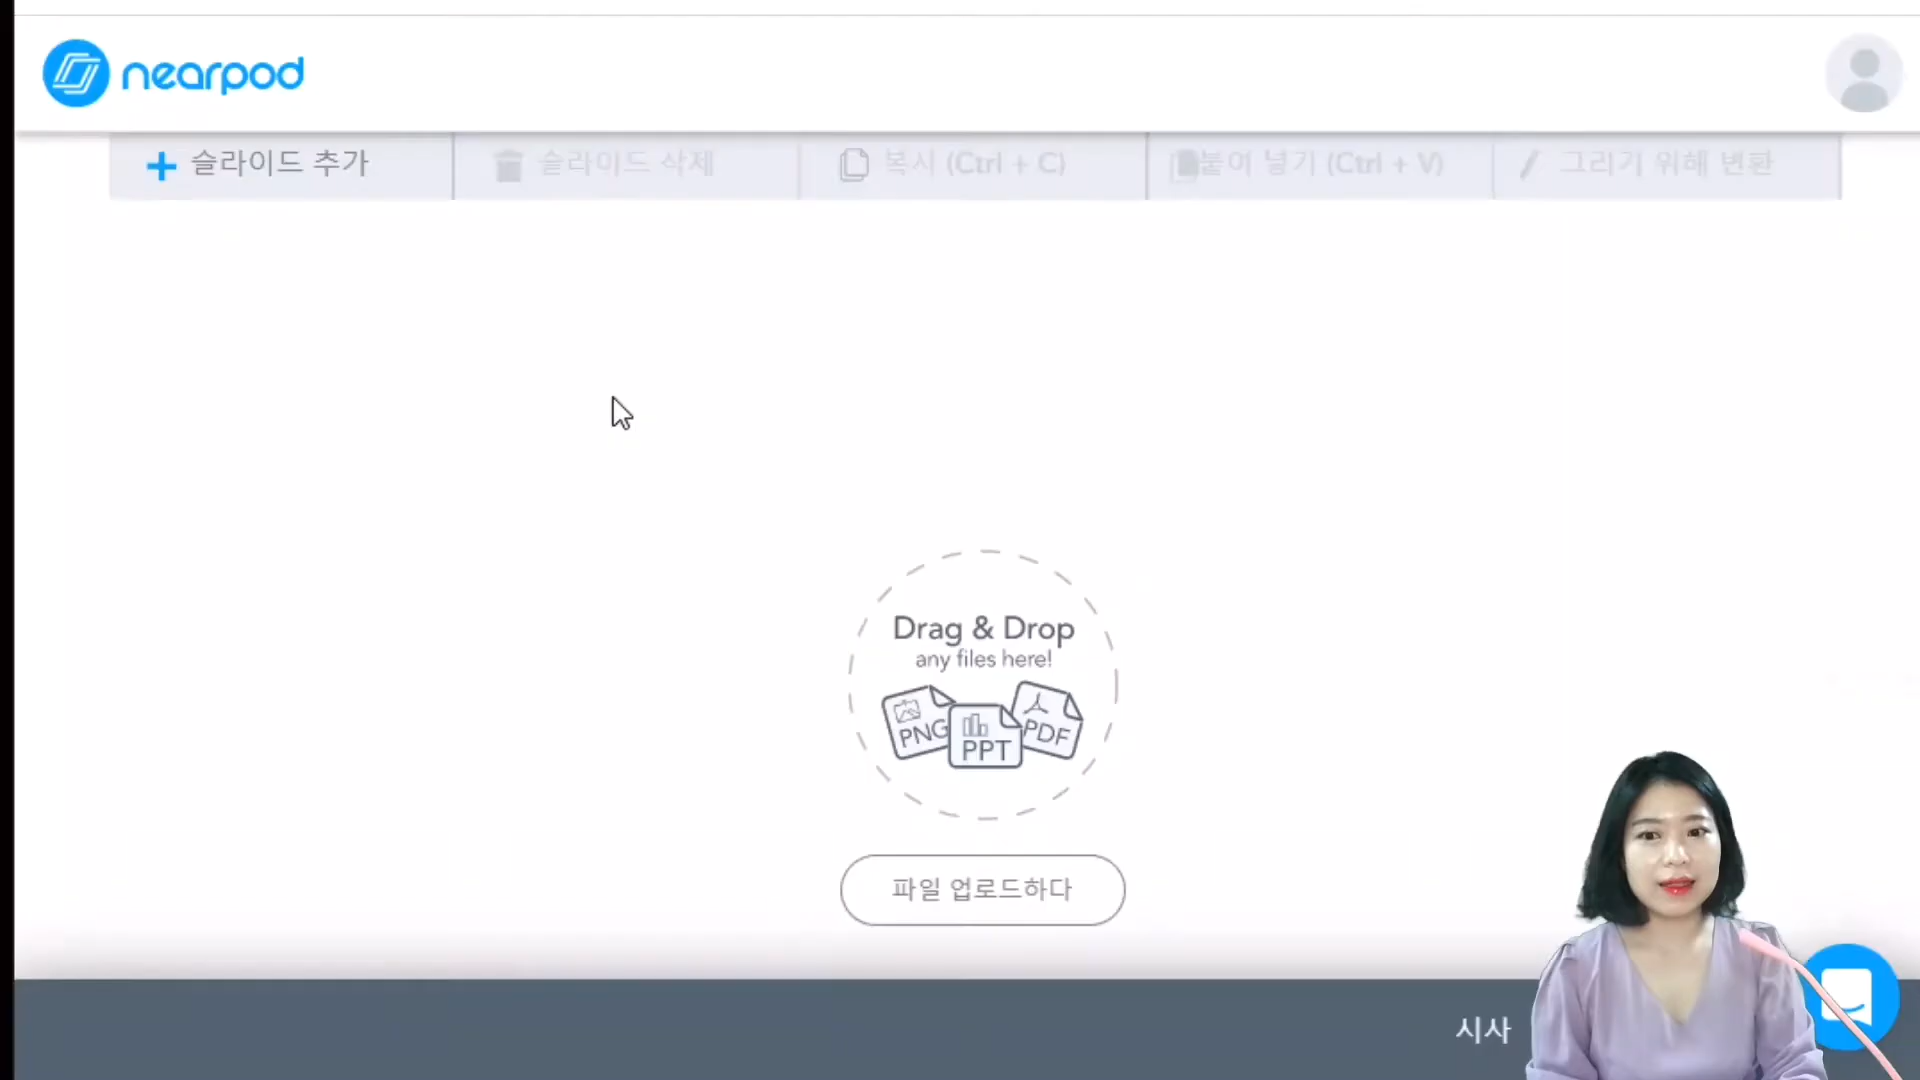 nearpod
슬라이드 추가
슬라이드 삭제
복시 (Ctrl + C)
붙여 넣기 (Ctrl + V)
그리기 위해 변환
Drag & Drop
any files here!
PNG
PPT
PDF
파일 업로드하다
시사